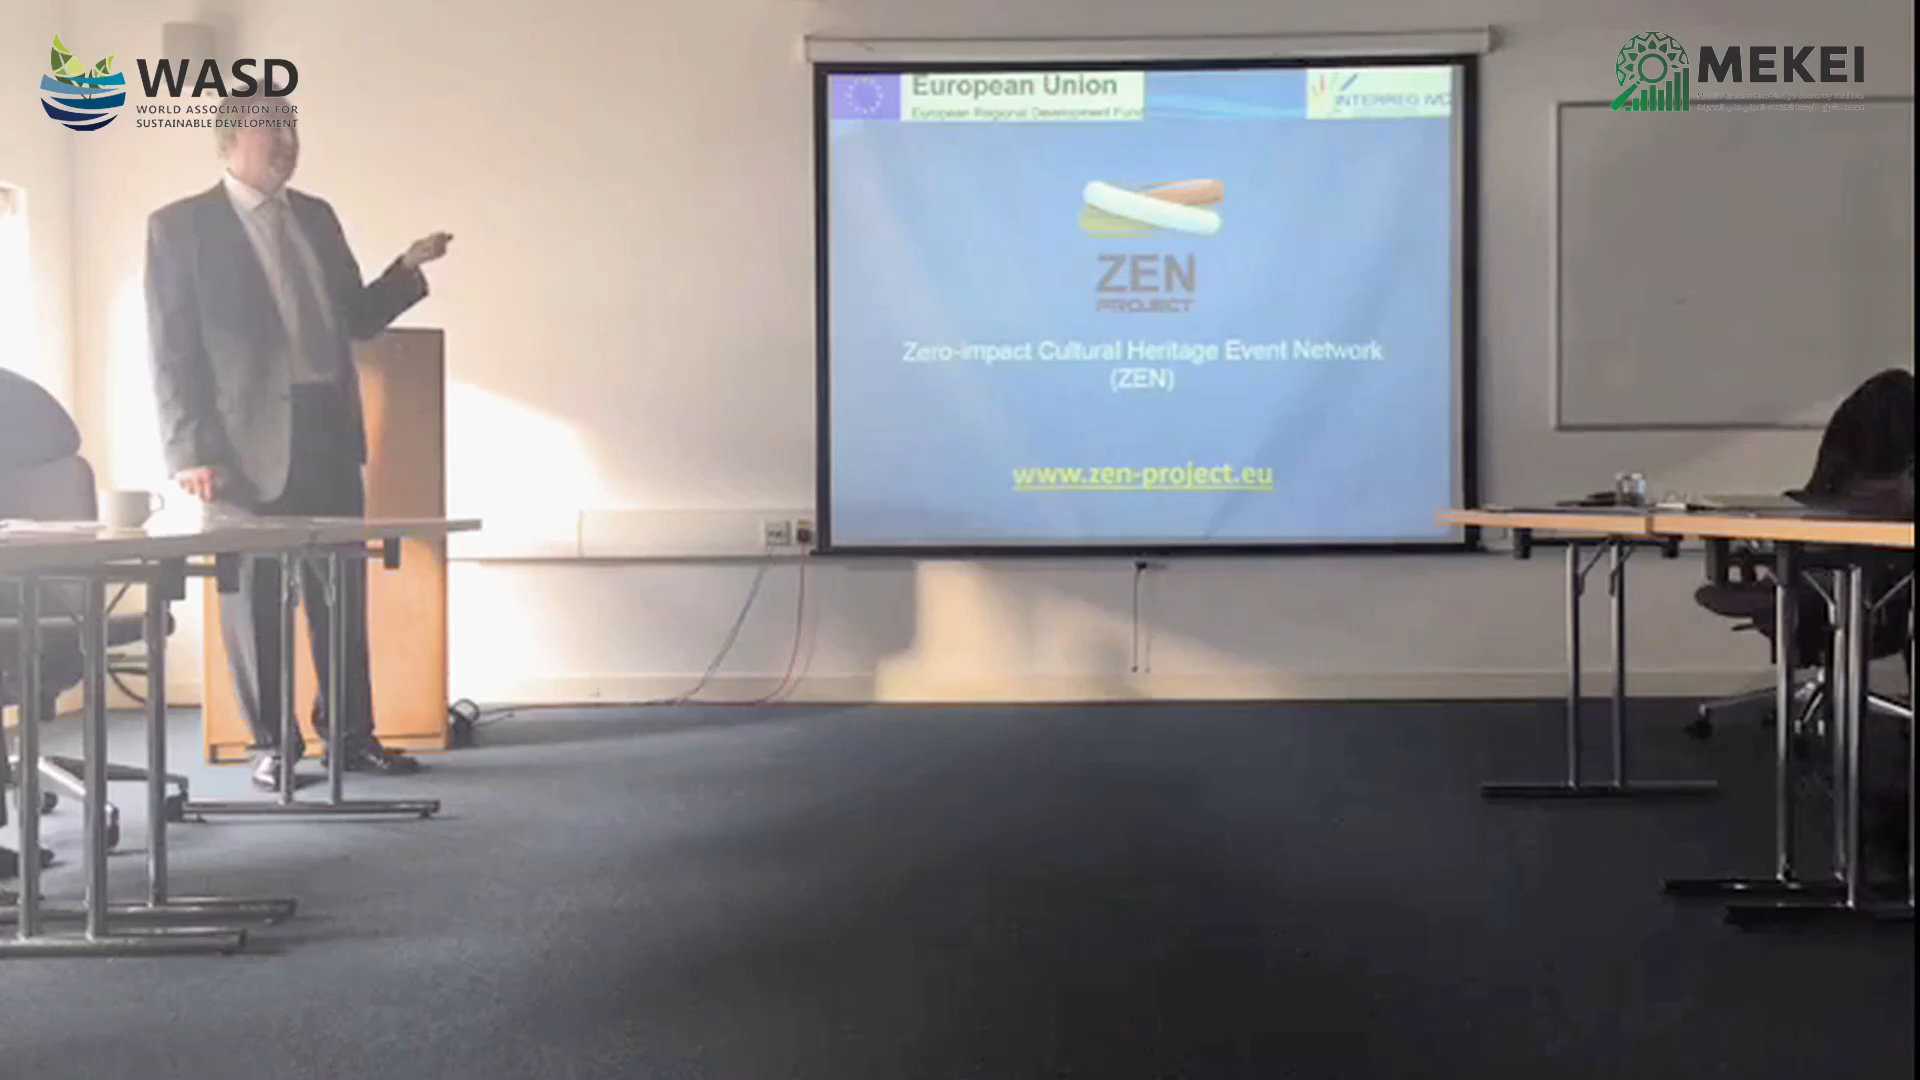 WASD
WORLD ASSOCIATION FOR
SUSTAINABLE DEVELOPMENT
MEKEI
European Union
European Regional Development Fund
INTERREG IVC
ZEN
PROJECT
Zero-impact Cultural Heritage Event Network
(ZEN)
www.zen-project.eu